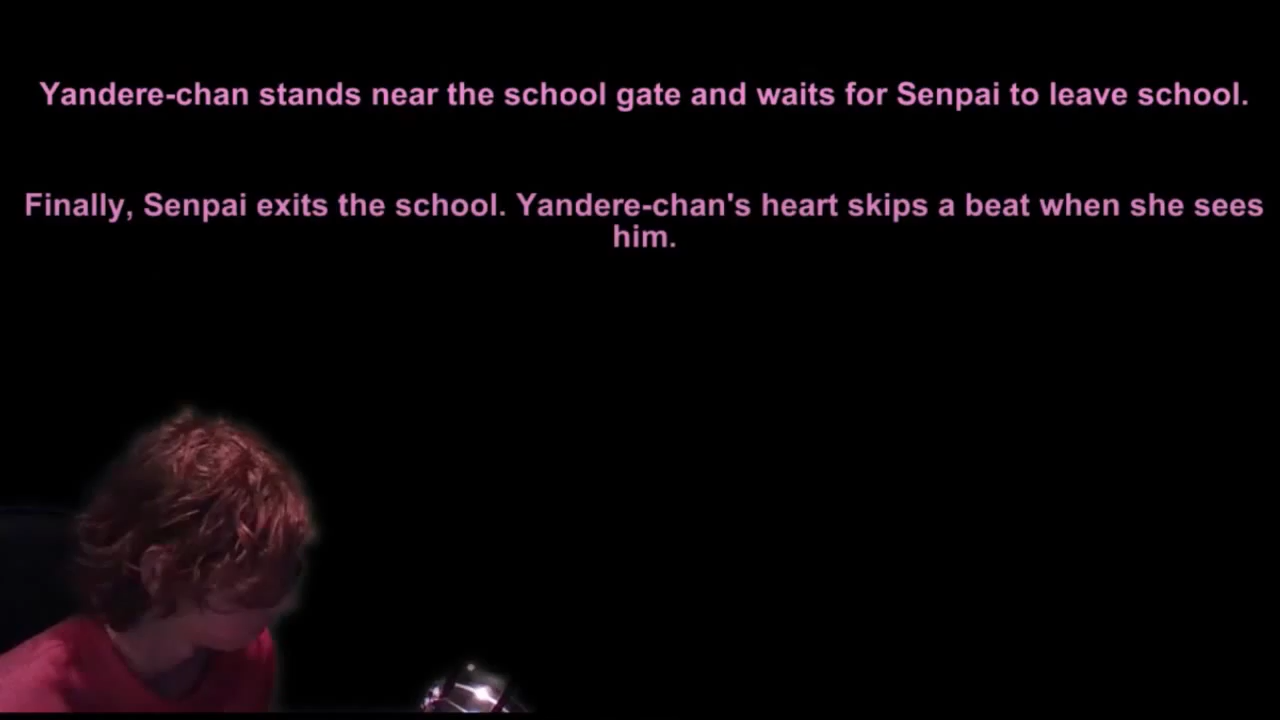 Yandere-chan stands near the school gate and waits for Senpai to leave school.
Finally, Senpai exits the school. Yandere-chan's heart skips a beat when she sees
him.